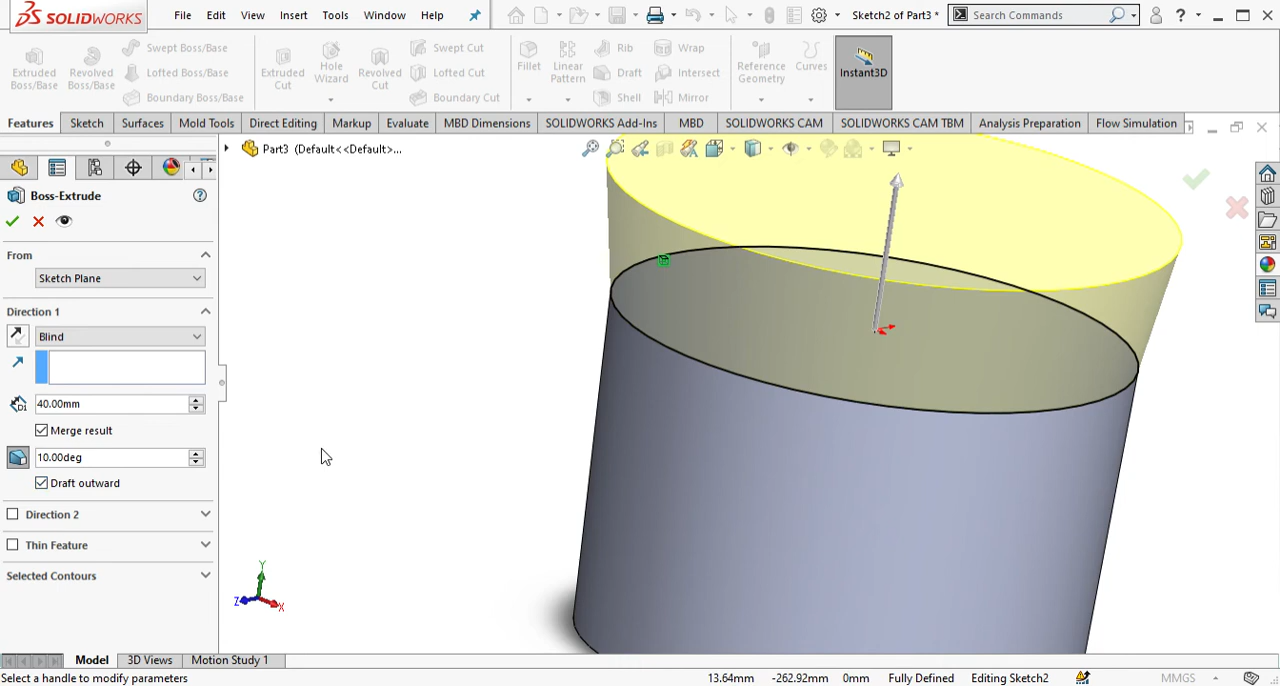 SOLIDWORKS File Edit View Insert Tools Window Help Sketch2 of Part3 * Search Commands ?
Extruded Boss/Base
Revolved Boss/Base
Swept Boss/Base
Lofted Boss/Base
Boundary Boss/Base
Extruded Cut
Hole Wizard
Revolved Cut
Swept Cut
Lofted Cut
Boundary Cut
Fillet
Linear Pattern
Rib
Draft
Shell
Wrap
Intersect
Mirror
Reference Geometry
Curves
Instant3D
Features Sketch Surfaces Mold Tools Direct Editing Markup Evaluate MBD Dimensions SOLIDWORKS Add-Ins MBD SOLIDWORKS CAM SOLIDWORKS CAM TBM Analysis Preparation Flow Simulation
Part3 (Default<<Default>...
Boss-Extrude
From
Sketch Plane
Direction 1
Blind
D1
40.00mm
Merge result
10.00deg
Draft outward
Direction 2
Thin Feature
Selected Contours
Y
Z
X
Model 3D Views Motion Study 1
Select a handle to modify parameters 13.64mm -262.92mm 0mm Fully Defined Editing Sketch2 MMGS